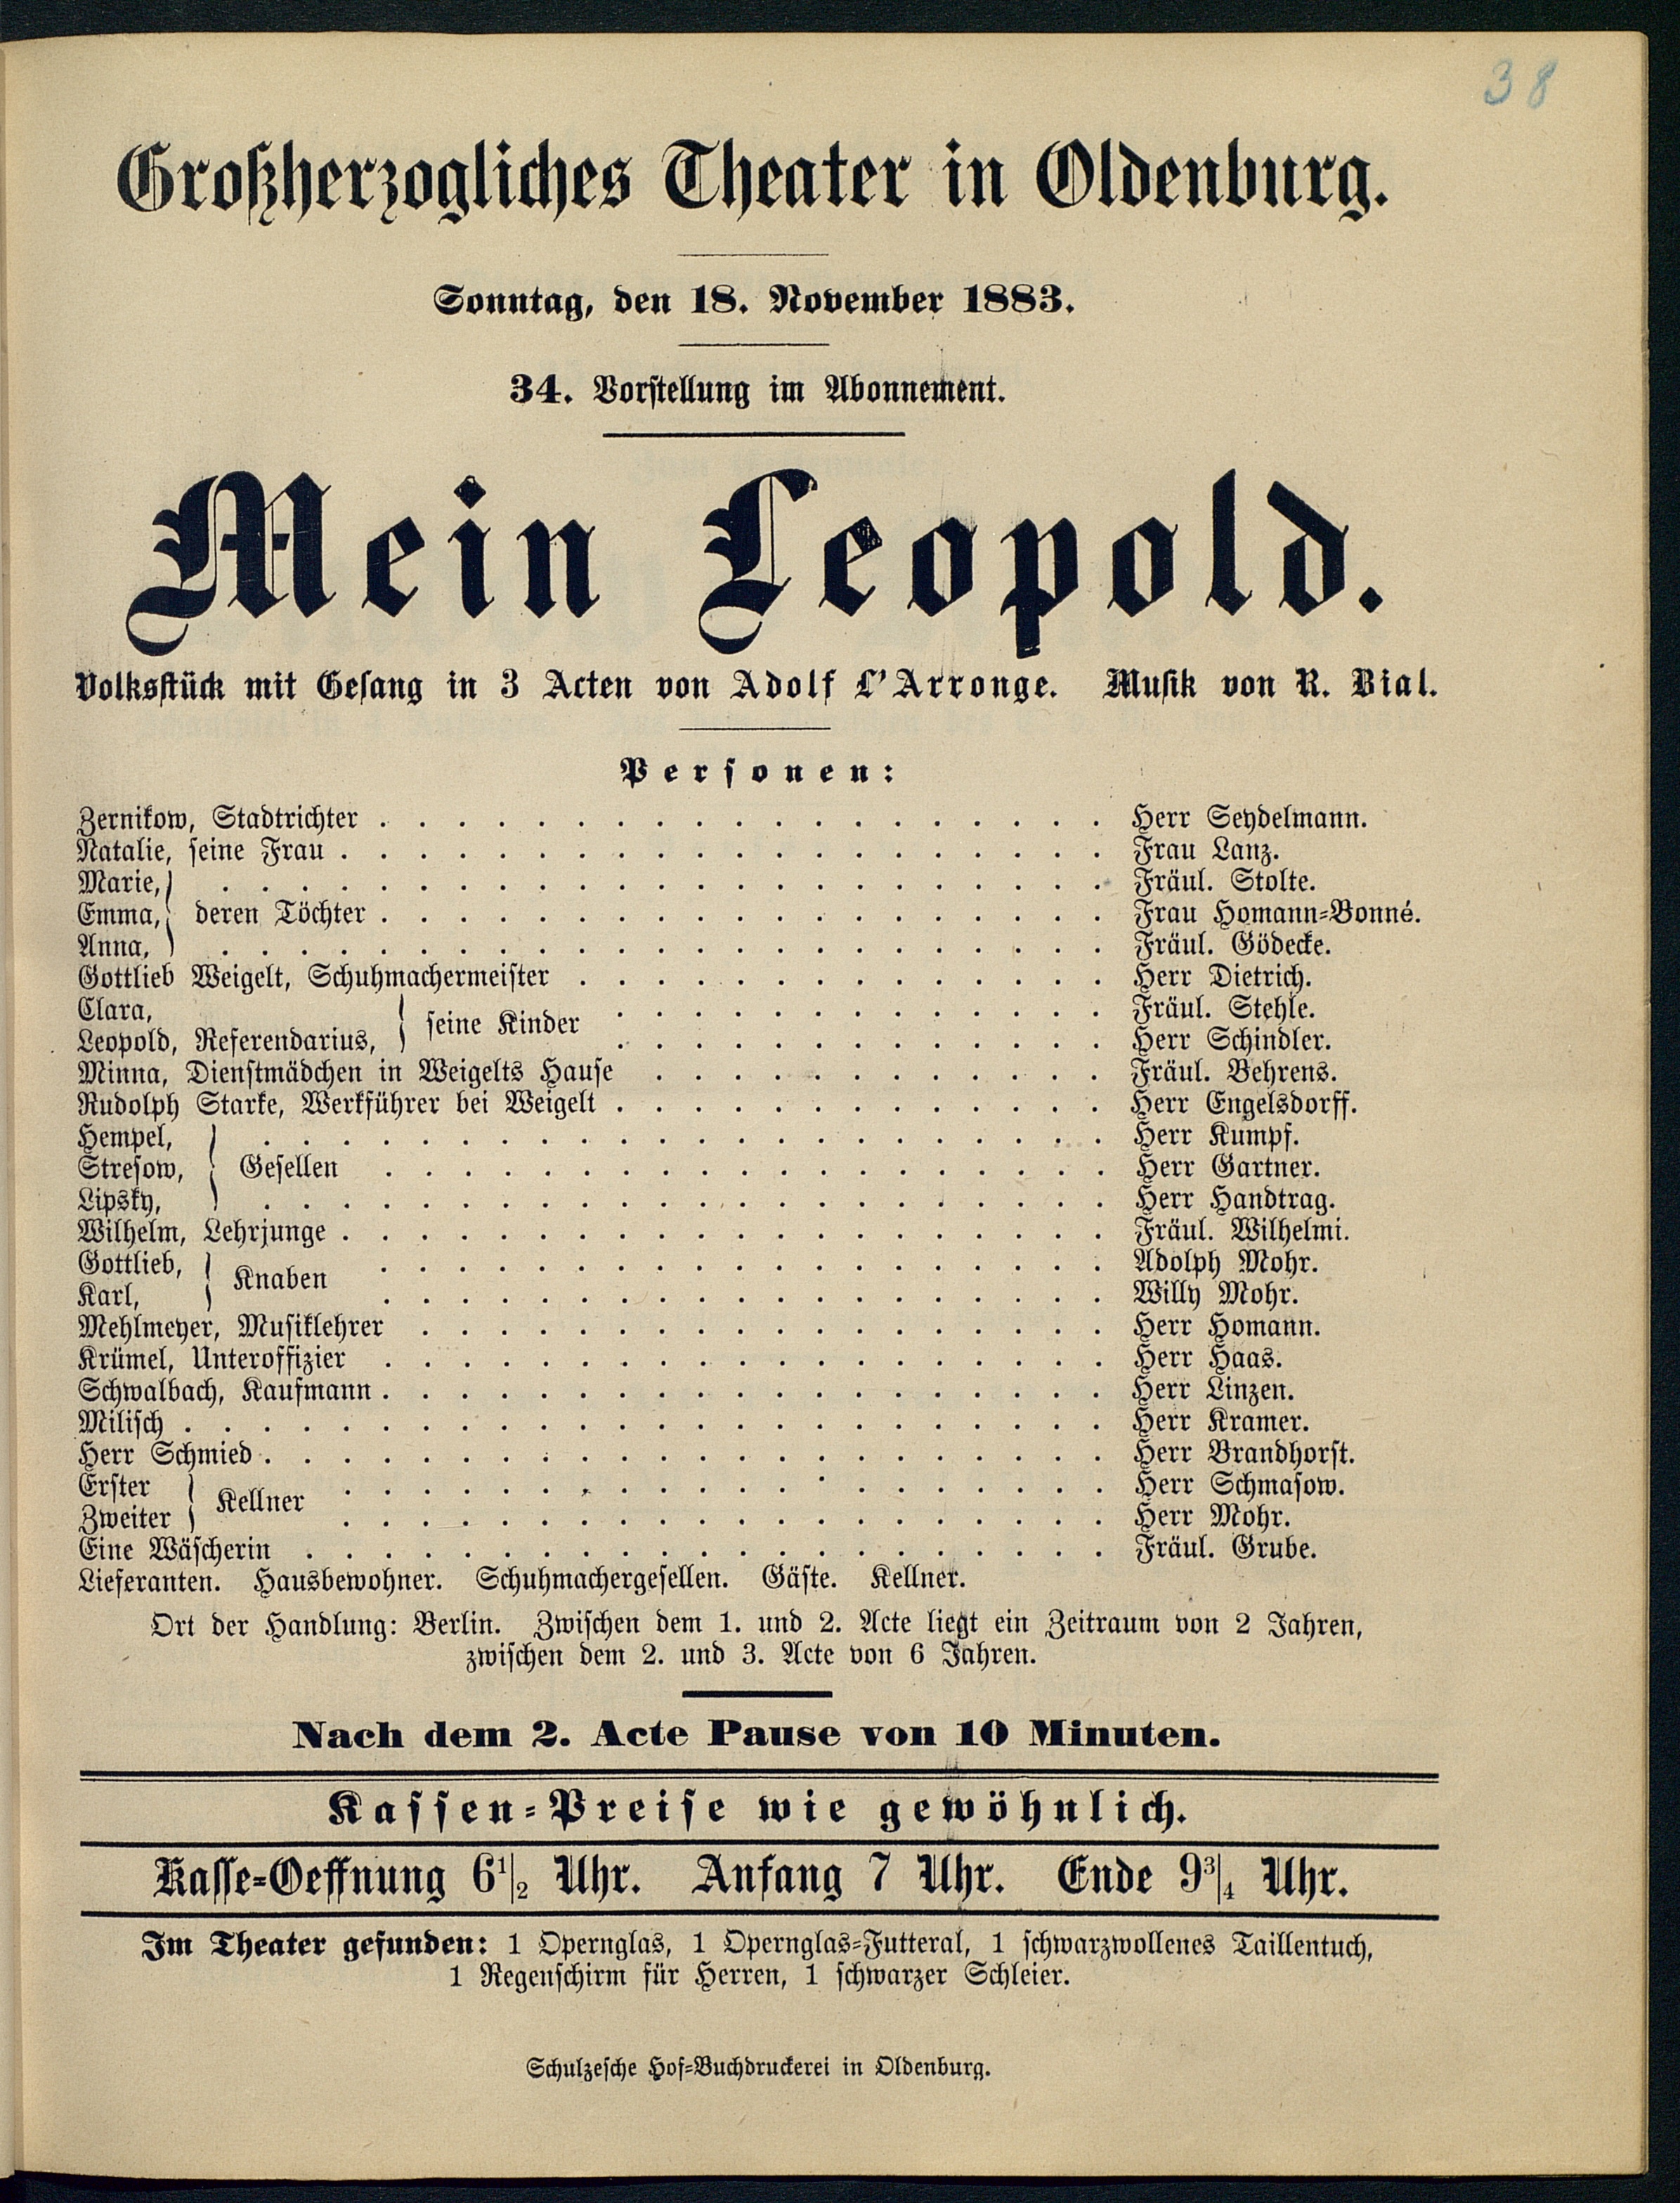 38
Großherzogliches Theater in Oldenburg.
Sonntag, den 18. November 1883.
34. Vorstellung im Abonnement.
Mein Leopold.
Volksstück mit Gesang in 3 Acten von Adolf L'Arronge. Musik von R. Bial.
Personen:
Zernikow, Stadtrichter . . . . . . . . . . . . . . . . . . . Herr Seydelmann.
Natalie, seine Frau . . . . . . . . . . . . . . . . . . . . Frau Lanz.
Marie, . . . . . . . . . . . . . . . . . . . . . . . Fräul. Stolte.
Emma, } deren Töchter . . . . . . . . . . . . . . . . . . . Frau Homann-Bonné.
Anna, . . . . . . . . . . . . . . . . . . . . . . . Fräul. Gödecke.
Gottlieb Weigelt, Schuhmachermeister . . . . . . . . . . . . . . Herr Dietrich.
Clara, . . . . . . . . . . . . . Fräul. Stehle.
Leopold, Referendarius, } seine Kinder . . . . . . . . . . . . . Herr Schindler.
Minna, Dienstmädchen in Weigelts Hause . . . . . . . . . . . . Fräul. Behrens.
Rudolph Starke, Werkführer bei Weigelt . . . . . . . . . . . . . Herr Engelsdorff.
Hempel, . . . . . . . . . . . . . . . . . . . . . . Herr Kumpf.
Stresow, } Gesellen . . . . . . . . . . . . . . . . . . . Herr Gartner.
Lipsky, . . . . . . . . . . . . . . . . . . . . . . Herr Handtrag.
Wilhelm, Lehrjunge . . . . . . . . . . . . . . . . . . . . Fräul. Wilhelmi.
Gottlieb, . . . . . . . . . . . . . . . . . . . Adolph Mohr.
Karl, } Knaben . . . . . . . . . . . . . . . . . . . Willy Mohr.
Mehlmeyer, Musiklehrer . . . . . . . . . . . . . . . . . . Herr Homann.
Krümel, Unteroffizier . . . . . . . . . . . . . . . . . . . Herr Haas.
Schwalbach, Kaufmann . . . . . . . . . . . . . . . . . . . Herr Linzen.
Milisch . . . . . . . . . . . . . . . . . . . . . . . . Herr Kramer.
Herr Schmied . . . . . . . . . . . . . . . . . . . . . . Herr Brandhorst.
Erster . . . . . . . . . . . . . . . . . . . . Herr Schmasow.
Zweiter } Kellner . . . . . . . . . . . . . . . . . . . . Herr Mohr.
Eine Wäscherin . . . . . . . . . . . . . . . . . . . . . Fräul. Grube.
Lieferanten. Hausbewohner. Schuhmachergesellen. Gäste. Kellner.
Ort der Handlung: Berlin. Zwischen dem 1. und 2. Acte liegt ein Zeitraum von 2 Jahren,
zwischen dem 2. und 3. Acte von 6 Jahren.
Nach dem 2. Acte Pause von 10 Minuten.
Kassen-Preise wie gewöhnlich.
Kasse-Oeffnung 6 1/2 Uhr. Anfang 7 Uhr. Ende 9 3/4 Uhr.
Im Theater gefunden: 1 Opernglas, 1 Opernglas-Futteral, 1 schwarzwollenes Taillentuch,
1 Regenschirm für Herren, 1 schwarzer Schleier.
Schulzesche Hof-Buchdruckerei in Oldenburg.